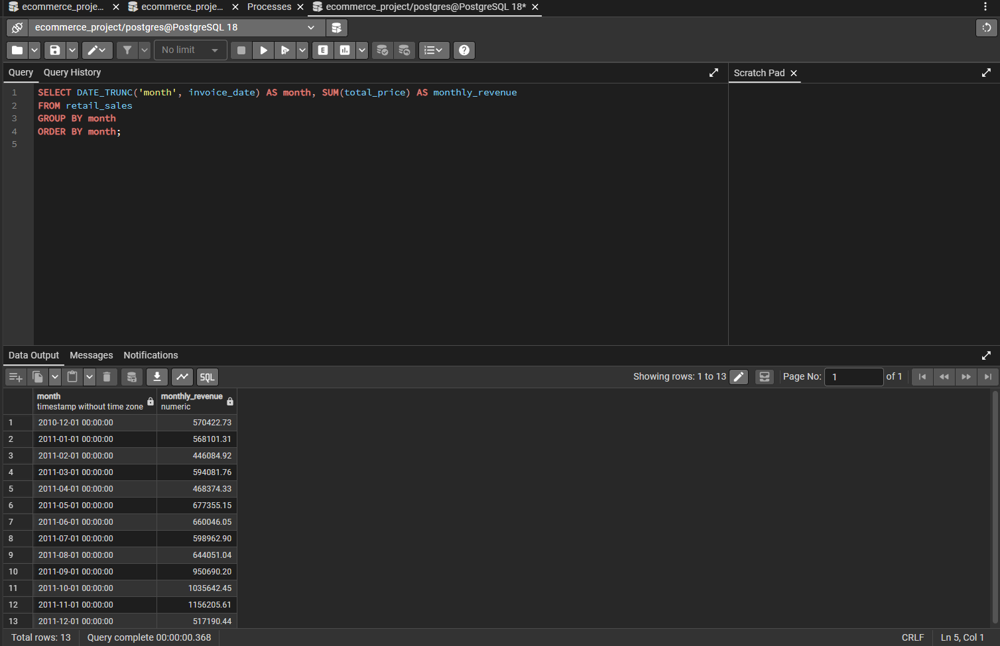 ecommerce_proje... ecommerce_proje... Processes ecommerce_project/postgres@PostgreSQL 18*
ecommerce_project/postgres@PostgreSQL 18
No limit E
Query Query History Scratch Pad
1 SELECT DATE_TRUNC('month', invoice_date) AS month, SUM(total_price) AS monthly_revenue
2 FROM retail_sales
3 GROUP BY month
4 ORDER BY month;
5
Data Output Messages Notifications
SQL Showing rows: 1 to 13 Page No: 1 of 1
month monthly_revenue
timestamp without time zone numeric
1 2010-12-01 00:00:00 570422.73
2 2011-01-01 00:00:00 568101.31
3 2011-02-01 00:00:00 446084.92
4 2011-03-01 00:00:00 594081.76
5 2011-04-01 00:00:00 468374.33
6 2011-05-01 00:00:00 677355.15
7 2011-06-01 00:00:00 660046.05
8 2011-07-01 00:00:00 598962.90
9 2011-08-01 00:00:00 644051.04
10 2011-09-01 00:00:00 950690.20
11 2011-10-01 00:00:00 1035642.45
12 2011-11-01 00:00:00 1156205.61
13 2011-12-01 00:00:00 517190.44
Total rows: 13 Query complete 00:00:00.368 CRLF Ln 5, Col 1